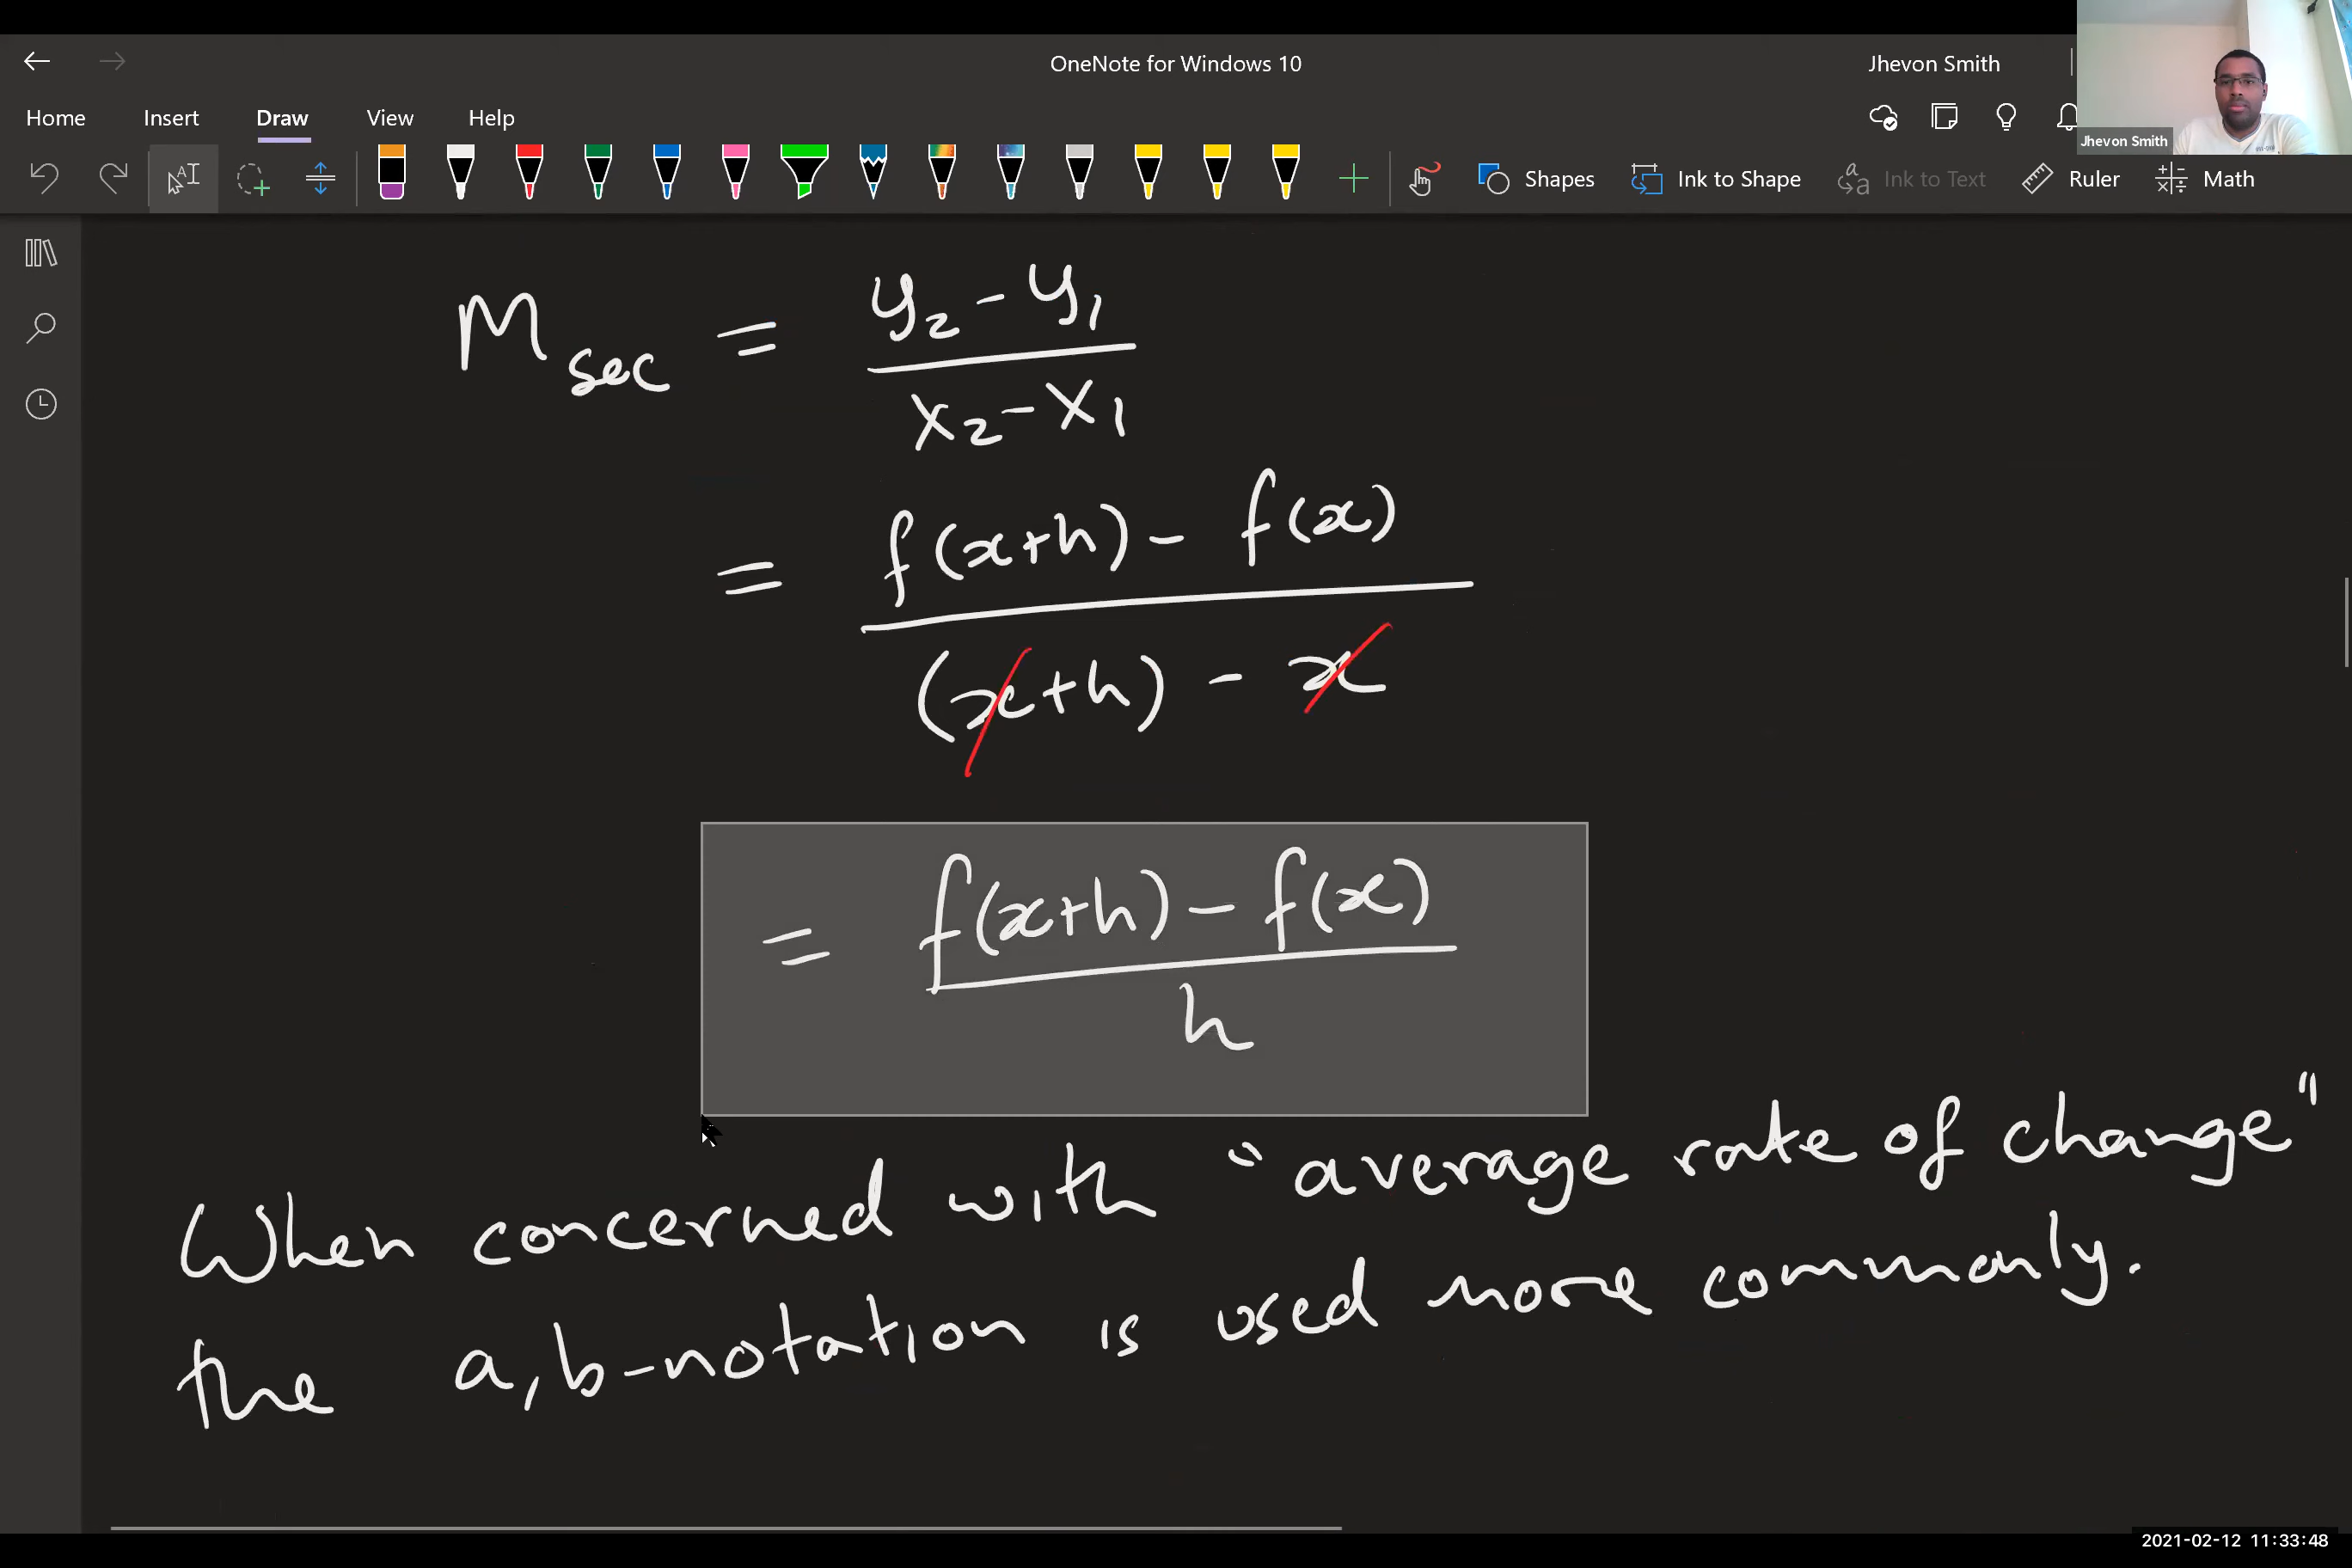 OneNote for Windows 10
Jhevon Smith
Home Insert Draw View Help
Jhevon Smith
Shapes Ink to Shape Ink to Text Ruler Math
M sec = y₂ - y₁
x₂ - x₁
= f(x+h) - f(x)
(x+h) - x
= f(x+h) - f(x)
h
When concerned with "average rate of change"
the a,b-notation is used more commonly.
2021-02-12 11:33:48